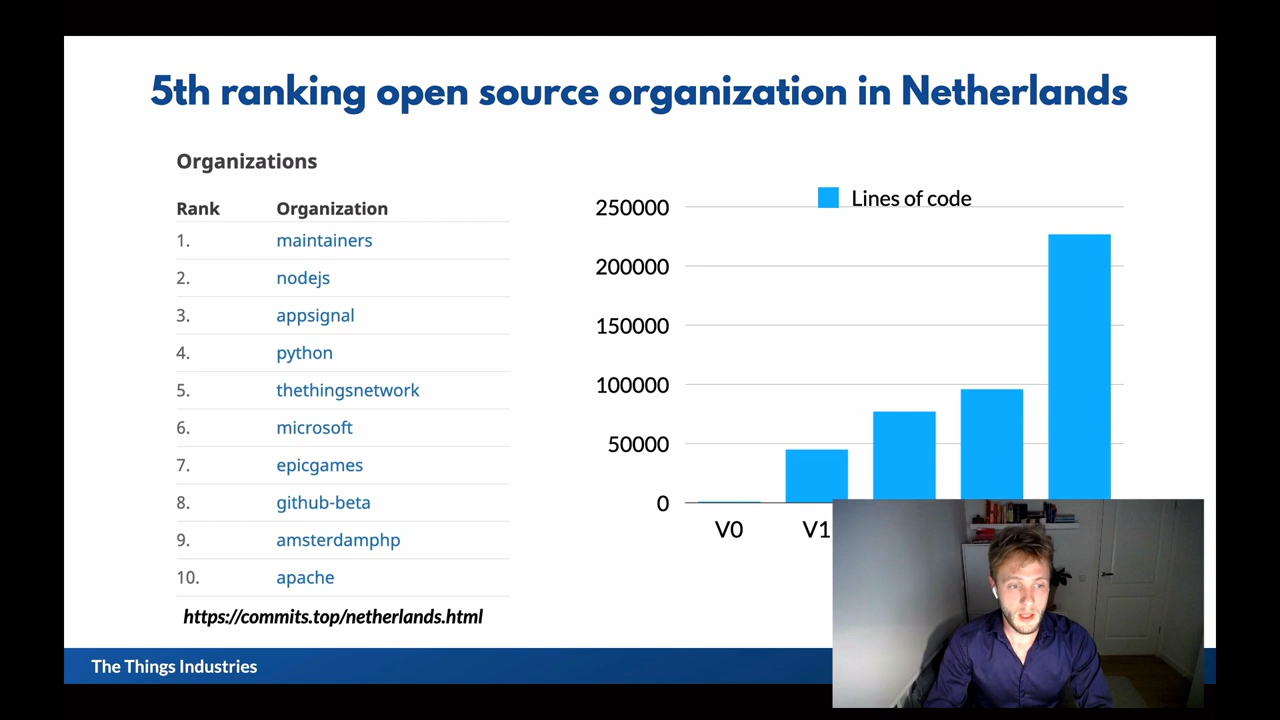 5th ranking open source organization in Netherlands
Organizations
Rank Organization
1. maintainers
2. nodejs
3. appsignal
4. python
5. thethingsnetwork
6. microsoft
7. epicgames
8. github-beta
9. amsterdamphp
10. apache
https://commits.top/netherlands.html
Lines of code
250000
200000
150000
100000
50000
0
V0 V1
The Things Industries